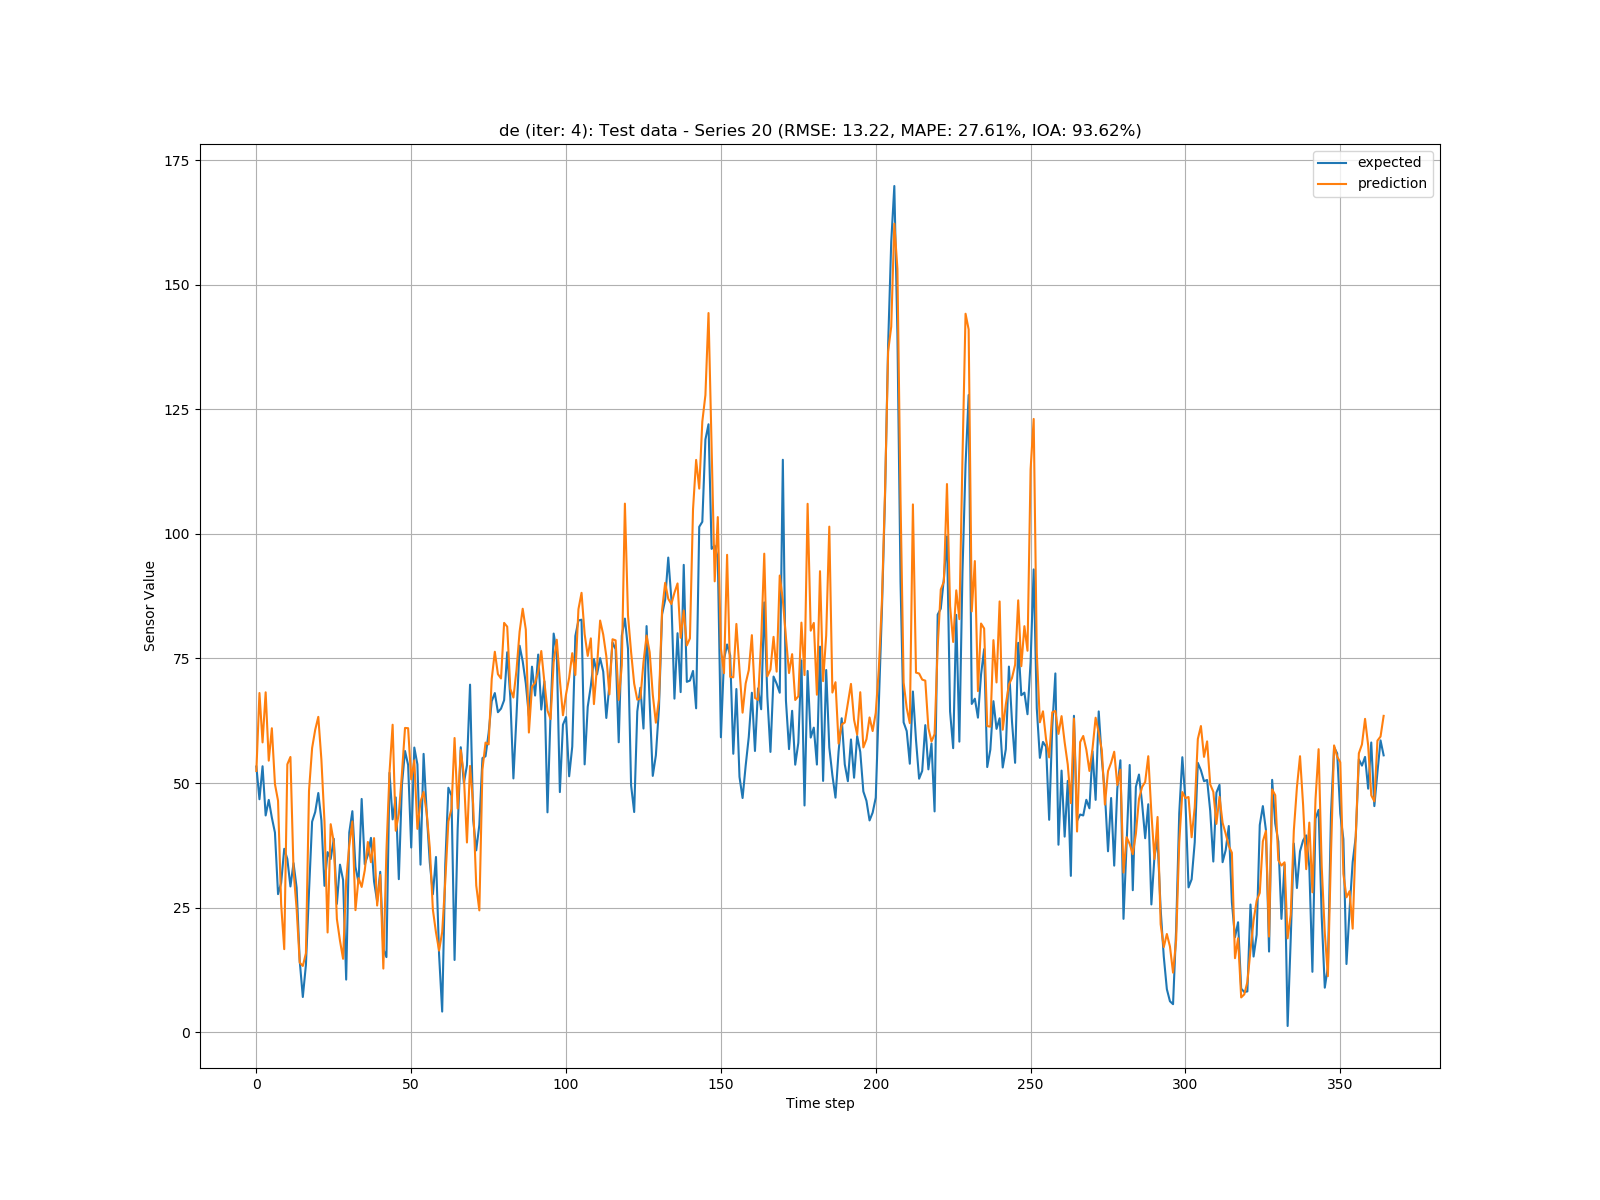 de (iter: 4): Test data - Series 20 (RMSE: 13.22, MAPE: 27.61%, IOA: 93.62%)
expected
prediction
175
150
125
100
75
50
25
0
Sensor Value
0 50 100 150 200 250 300 350
Time step